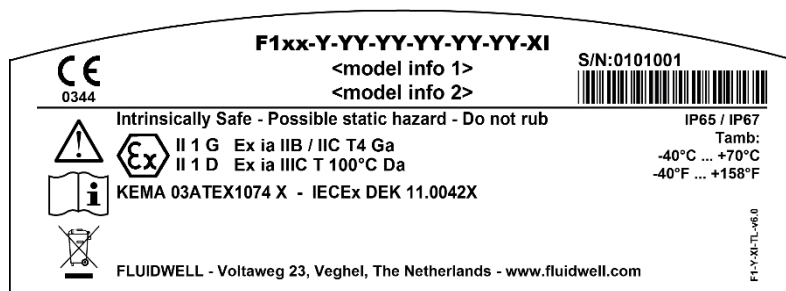 F1xx-Y-YY-YY-YY-YY-YY-XI
<model info 1>
<model info 2>
CE
0344
S/N:0101001
Intrinsically Safe - Possible static hazard - Do not rub
Ex
II 1 G Ex ia IIB / IIC T4 Ga
II 1 D Ex ia IIIC T 100°C Da
KEMA 03ATEX1074 X - IECEx DEK 11.0042X
IP65 / IP67
Tamb:
-40°C ... +70°C
-40°F ... +158°F
i
FLUIDWELL - Voltaweg 23, Veghel, The Netherlands - www.fluidwell.com
F1-Y-XI-TL-v6.0